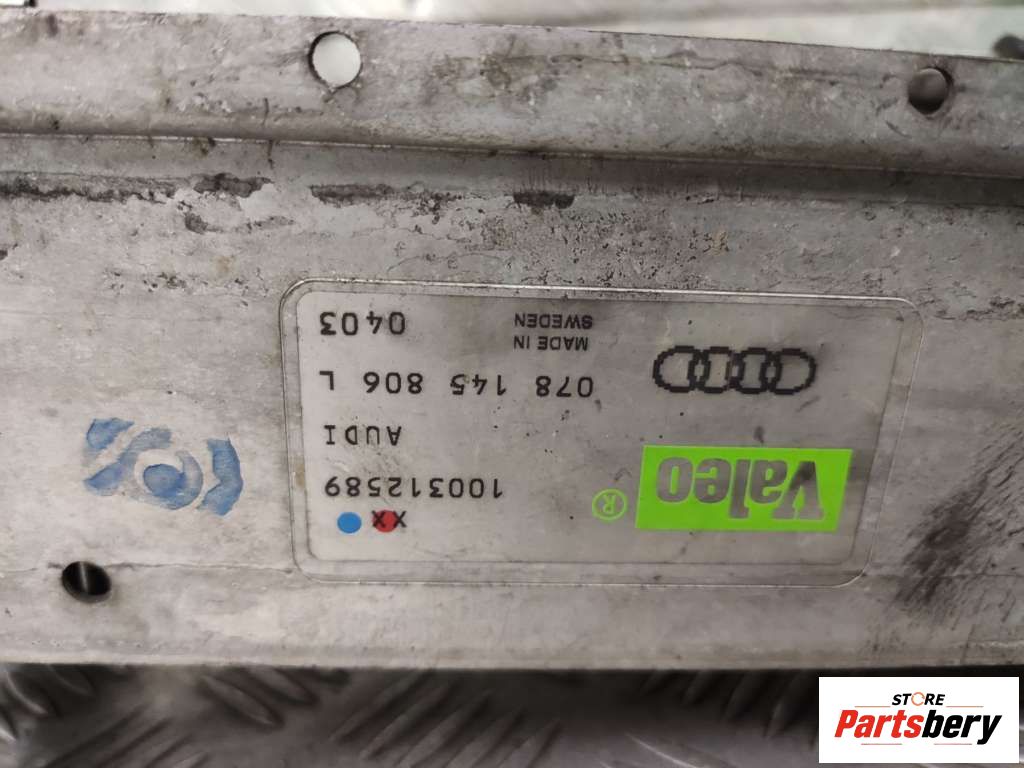 Valeo ®
XX
100312589
AUDI
078 145 806 L
MADE IN
SWEDEN
0403
STORE
Partsbery